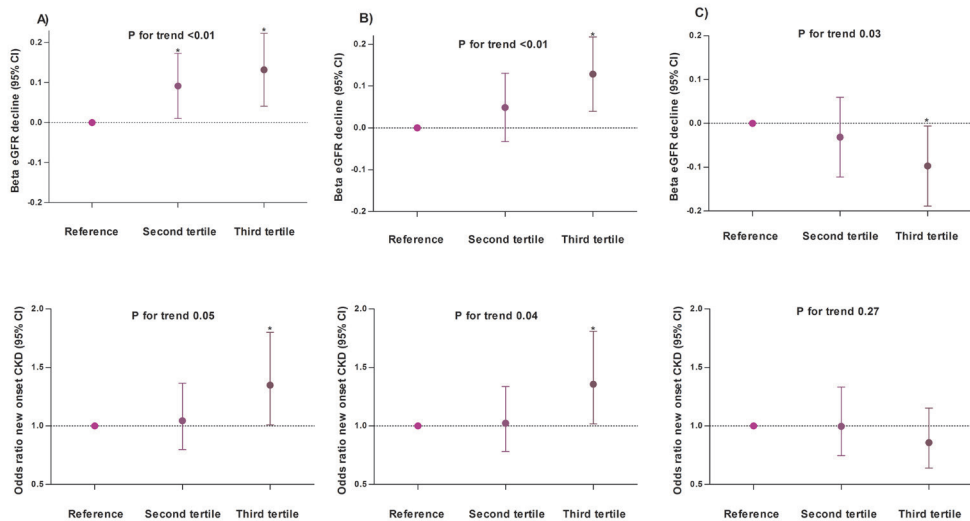 A)
P for trend <0.01
Beta eGFR decline (95% CI)
0.2
0.1
0.0
-0.1
-0.2
*
*
Reference Second tertile Third tertile
B)
P for trend <0.01
Beta eGFR decline (95% CI)
0.2
0.1
0.0
-0.1
-0.2
*
Reference Second tertile Third tertile
C)
P for trend 0.03
Beta eGFR decline (95% CI)
0.2
0.1
0.0
-0.1
-0.2
*
Reference Second tertile Third tertile
P for trend 0.05
Odds ratio new onset CKD (95% CI)
2.0
1.5
1.0
0.5
*
Reference Second tertile Third tertile
P for trend 0.04
Odds ratio new onset CKD (95% CI)
2.0
1.5
1.0
0.5
*
Reference Second tertile Third tertile
P for trend 0.27
Odds ratio new onset CKD (95% CI)
2.0
1.5
1.0
0.5
Reference Second tertile Third tertile